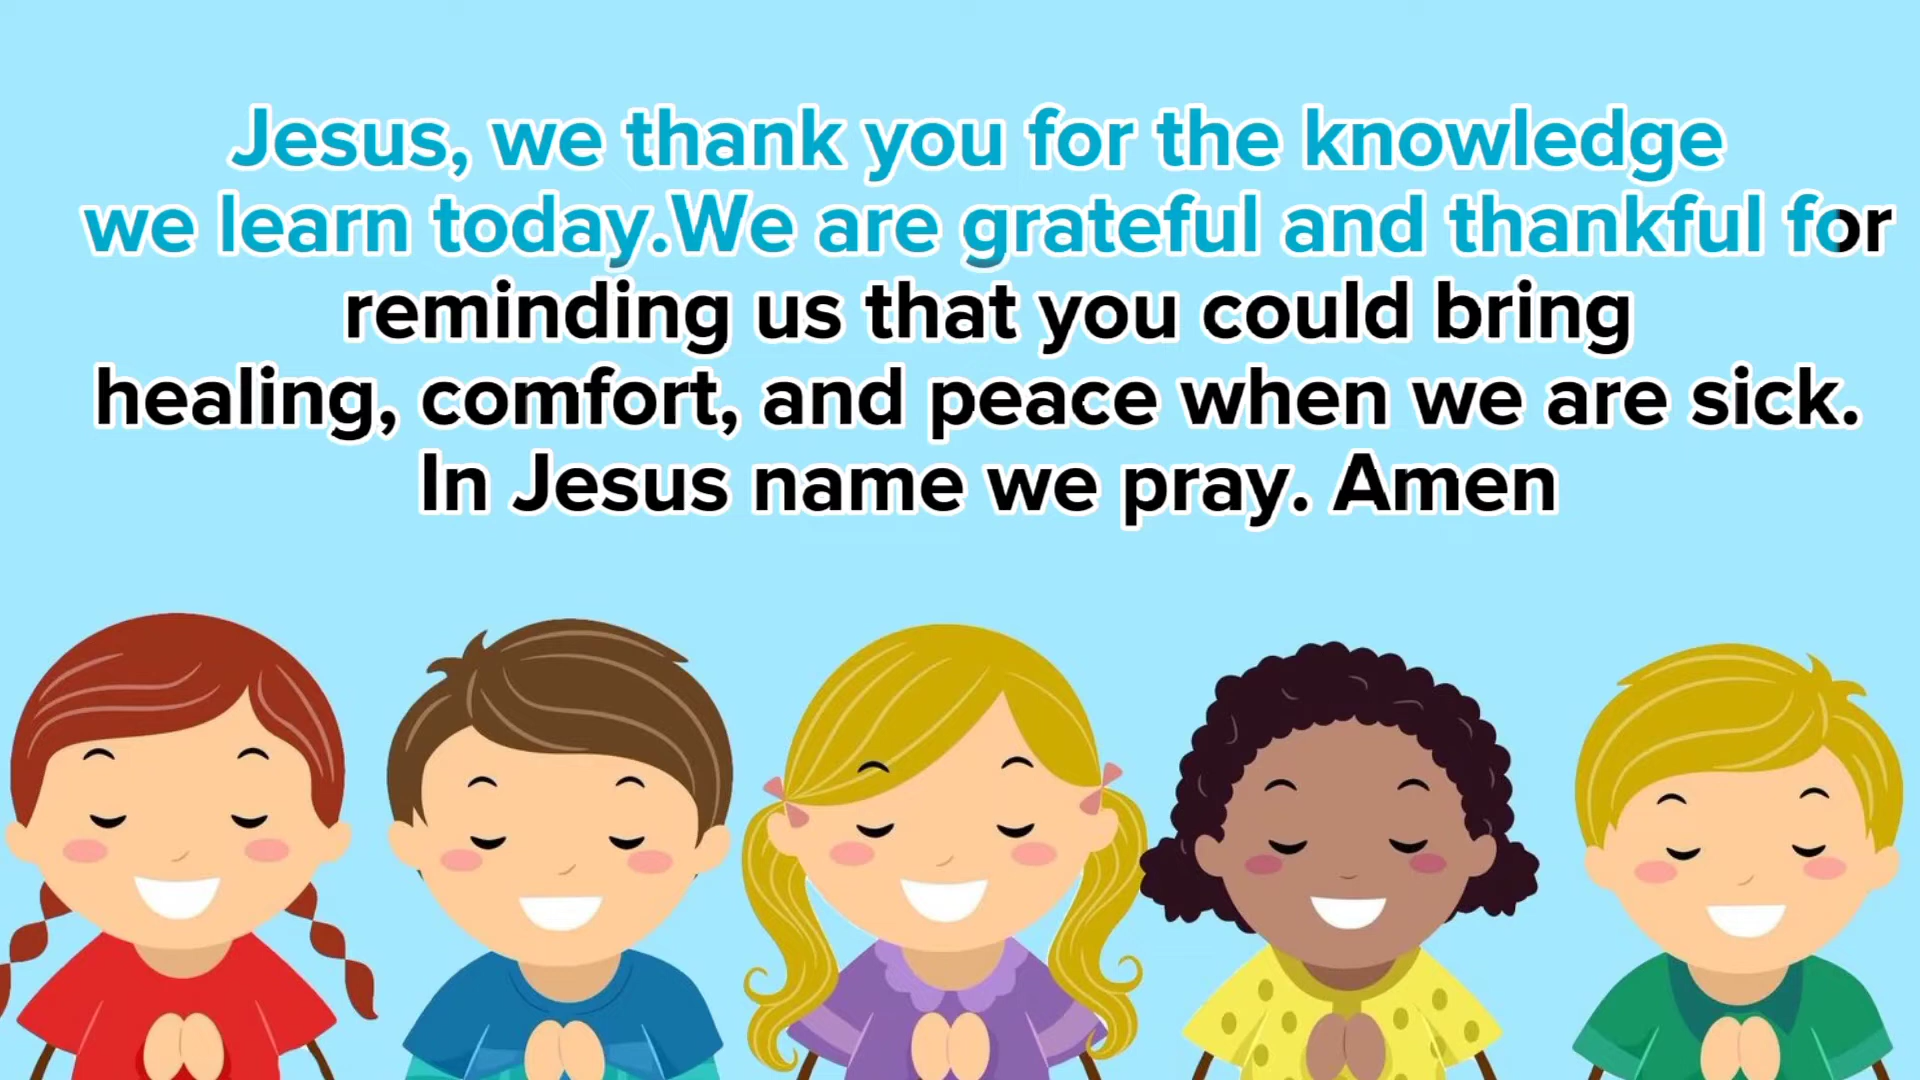 Jesus, we thank you for the knowledge
we learn today.We are grateful and thankful for
reminding us that you could bring
healing, comfort, and peace when we are sick.
In Jesus name we pray. Amen